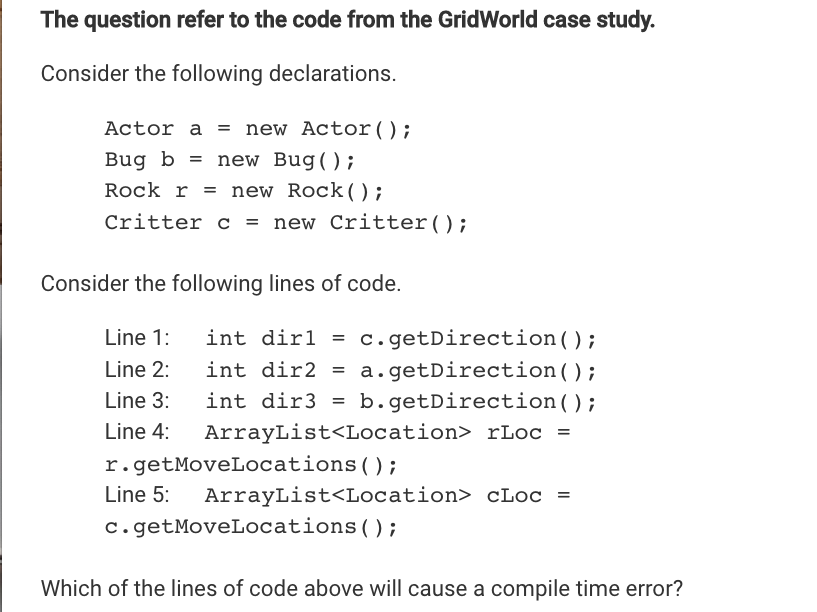 The question refer to the code from the GridWorld case study.
Consider the following declarations.
Actor a = new Actor();
Bug b = new Bug();
Rock r = new Rock();
Critter c = new Critter();
Consider the following lines of code.
Line 1: int dir1 = c.getDirection();
Line 2: int dir2 = a.getDirection();
Line 3: int dir3 = b.getDirection();
Line 4: ArrayList<Location> rLoc =
r.getMoveLocations();
Line 5: ArrayList<Location> cLoc =
c.getMoveLocations();
Which of the lines of code above will cause a compile time error?